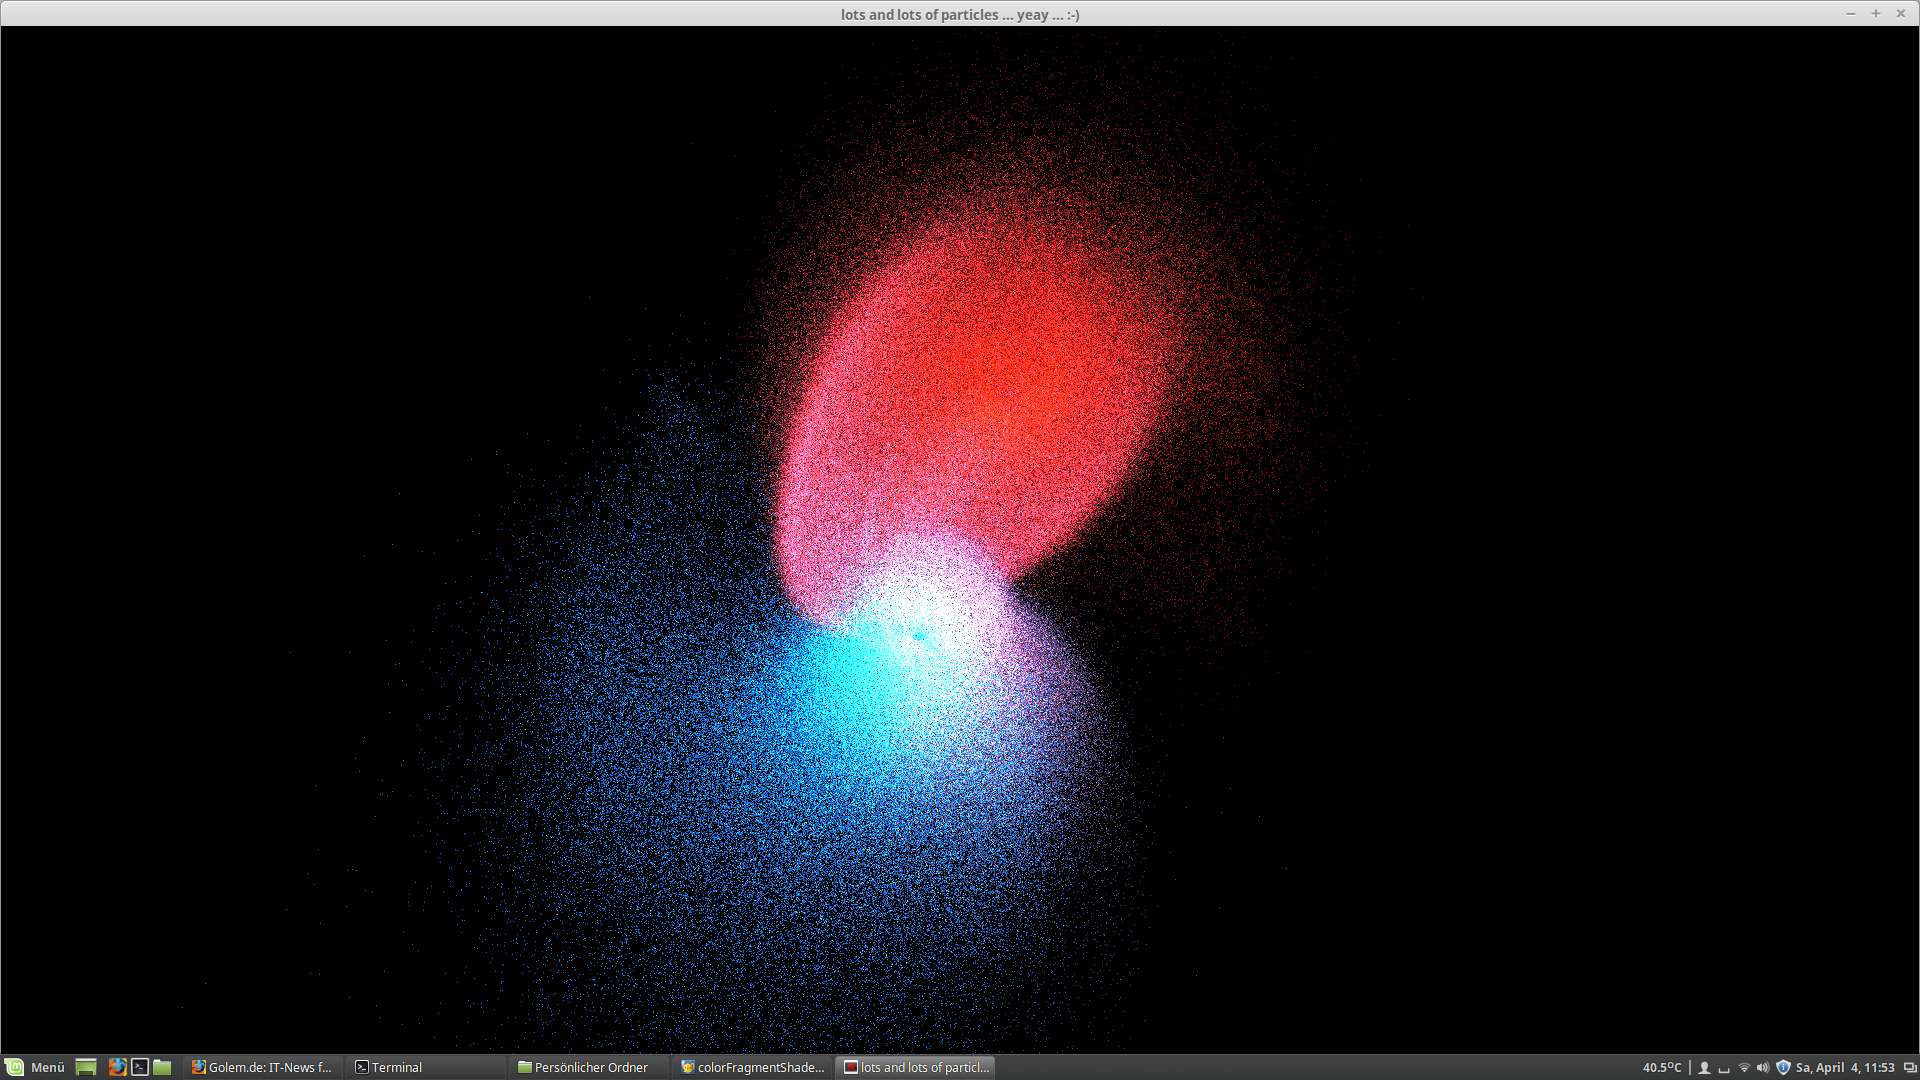 lots and lots of particles ... yeay ... :-)
Menü
Golem.de: IT-News f...
Terminal
Persönlicher Ordner
colorFragmentShade...
lots and lots of particl...
40.5°C
Sa, April 4, 11:53